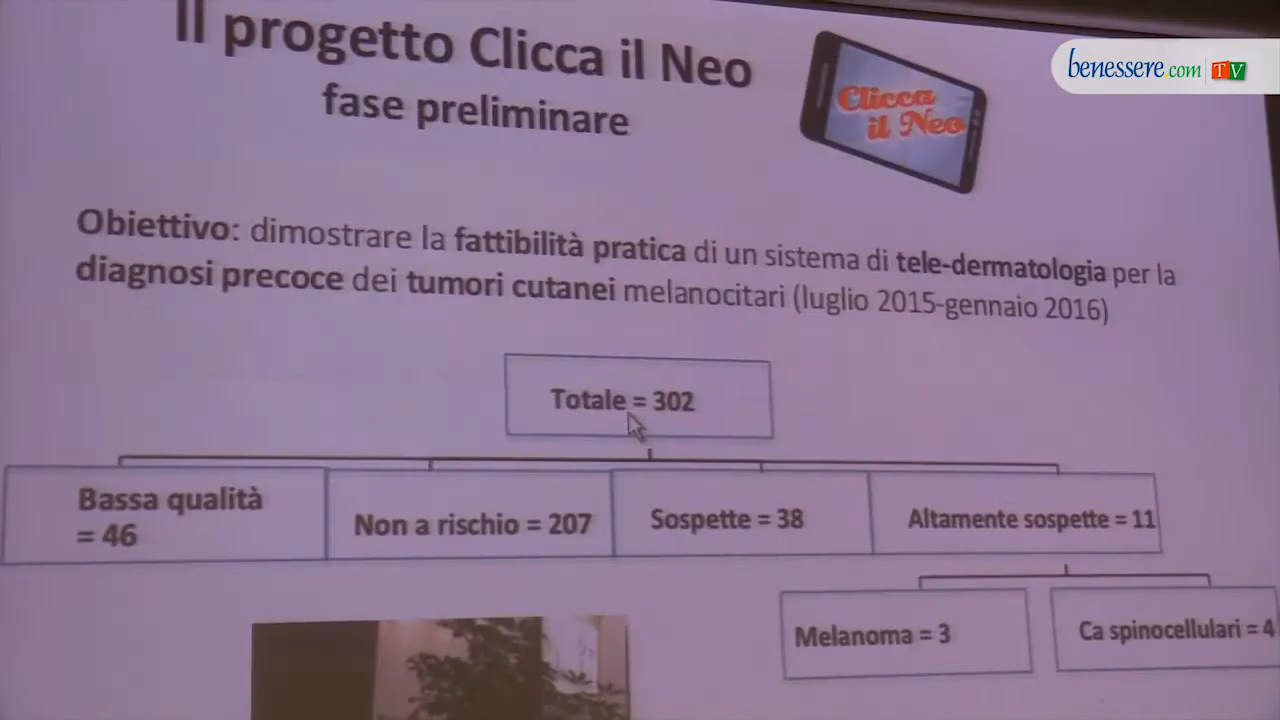 Il progetto Clicca il Neo
fase preliminare
Clicca
il Neo
benessere.com TV
Obiettivo: dimostrare la fattibilità pratica di un sistema di tele-dermatologia per la
diagnosi precoce dei tumori cutanei melanocitari (luglio 2015-gennaio 2016)
Totale = 302
Bassa qualità
= 46
Non a rischio = 207
Sospette = 38
Altamente sospette = 11
Melanoma = 3
Ca spinocellulari = 4